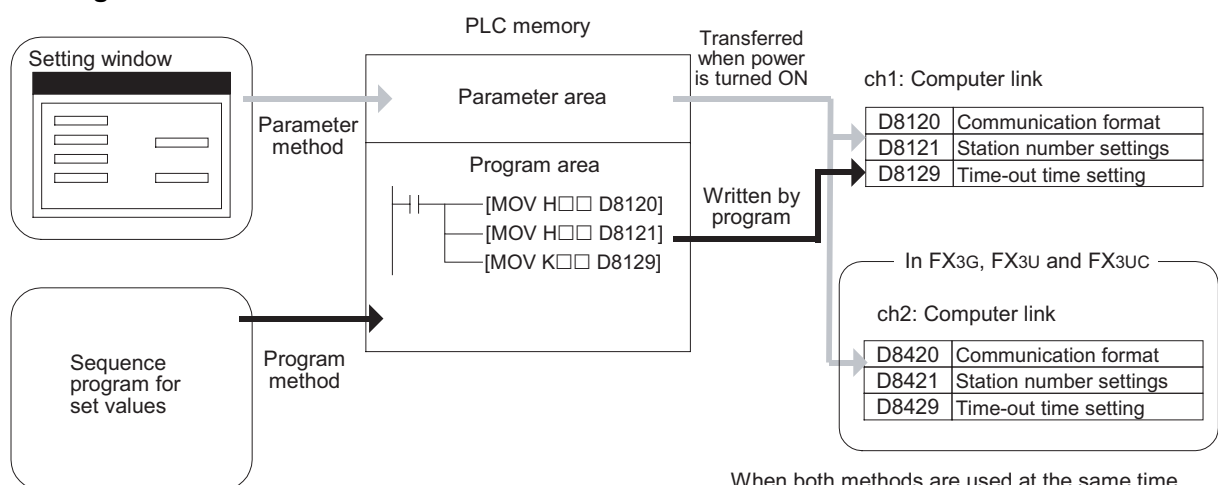 PLC memory
Setting window
Parameter
method
Parameter area
Transferred
when power
is turned ON
ch1: Computer link
D8120 Communication format
D8121 Station number settings
D8129 Time-out time setting
Program area
[MOV H□□ D8120]
[MOV H□□ D8121]
[MOV K□□ D8129]
Written by
program
In FX3G, FX3U and FX3UC
ch2: Computer link
D8420 Communication format
D8421 Station number settings
D8429 Time-out time setting
Sequence
program for
set values
Program
method
When both methods are used at the same time